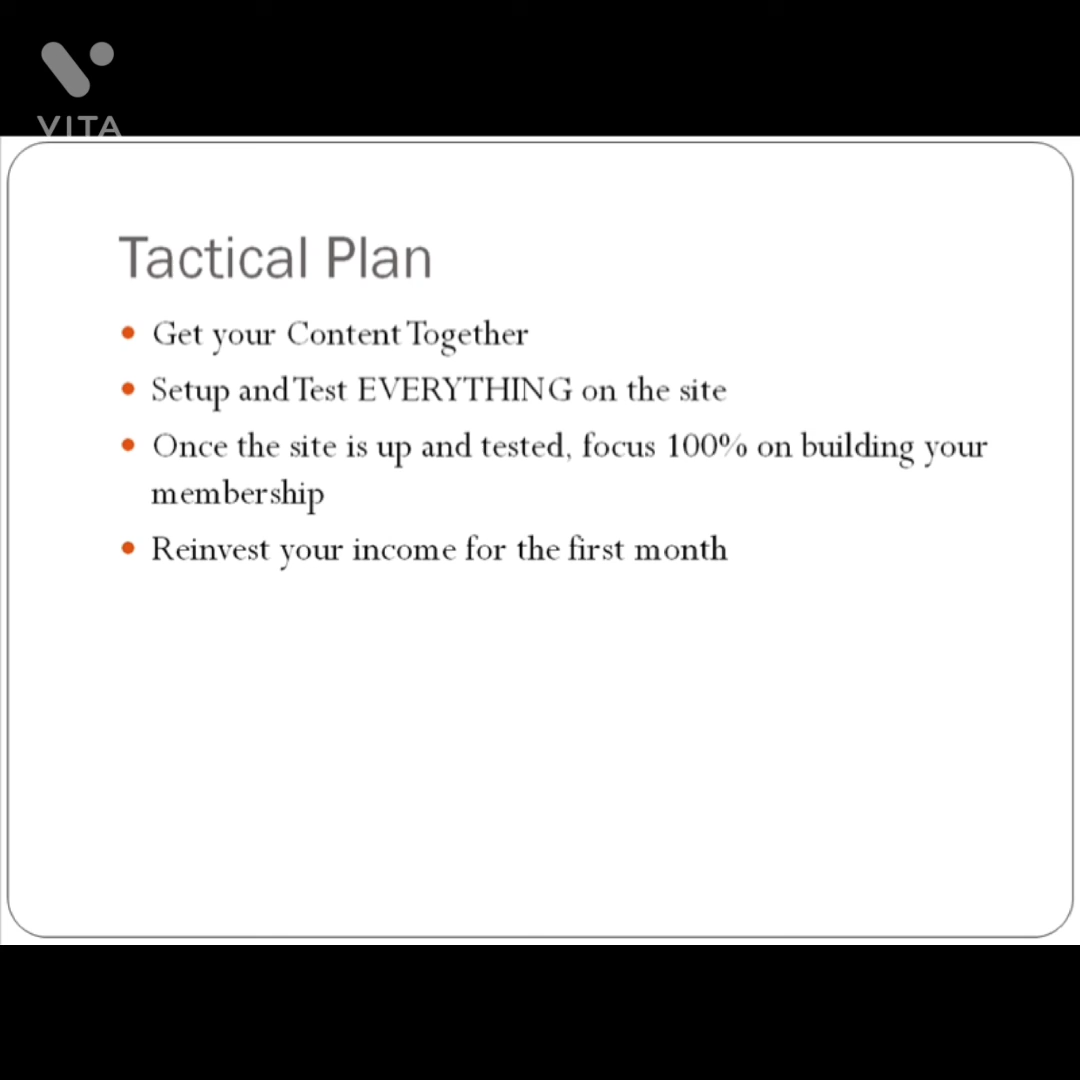 VITA
Tactical Plan
Get your Content Together
Setup and Test EVERYTHING on the site
Once the site is up and tested, focus 100% on building your
membership
Reinvest your income for the first month